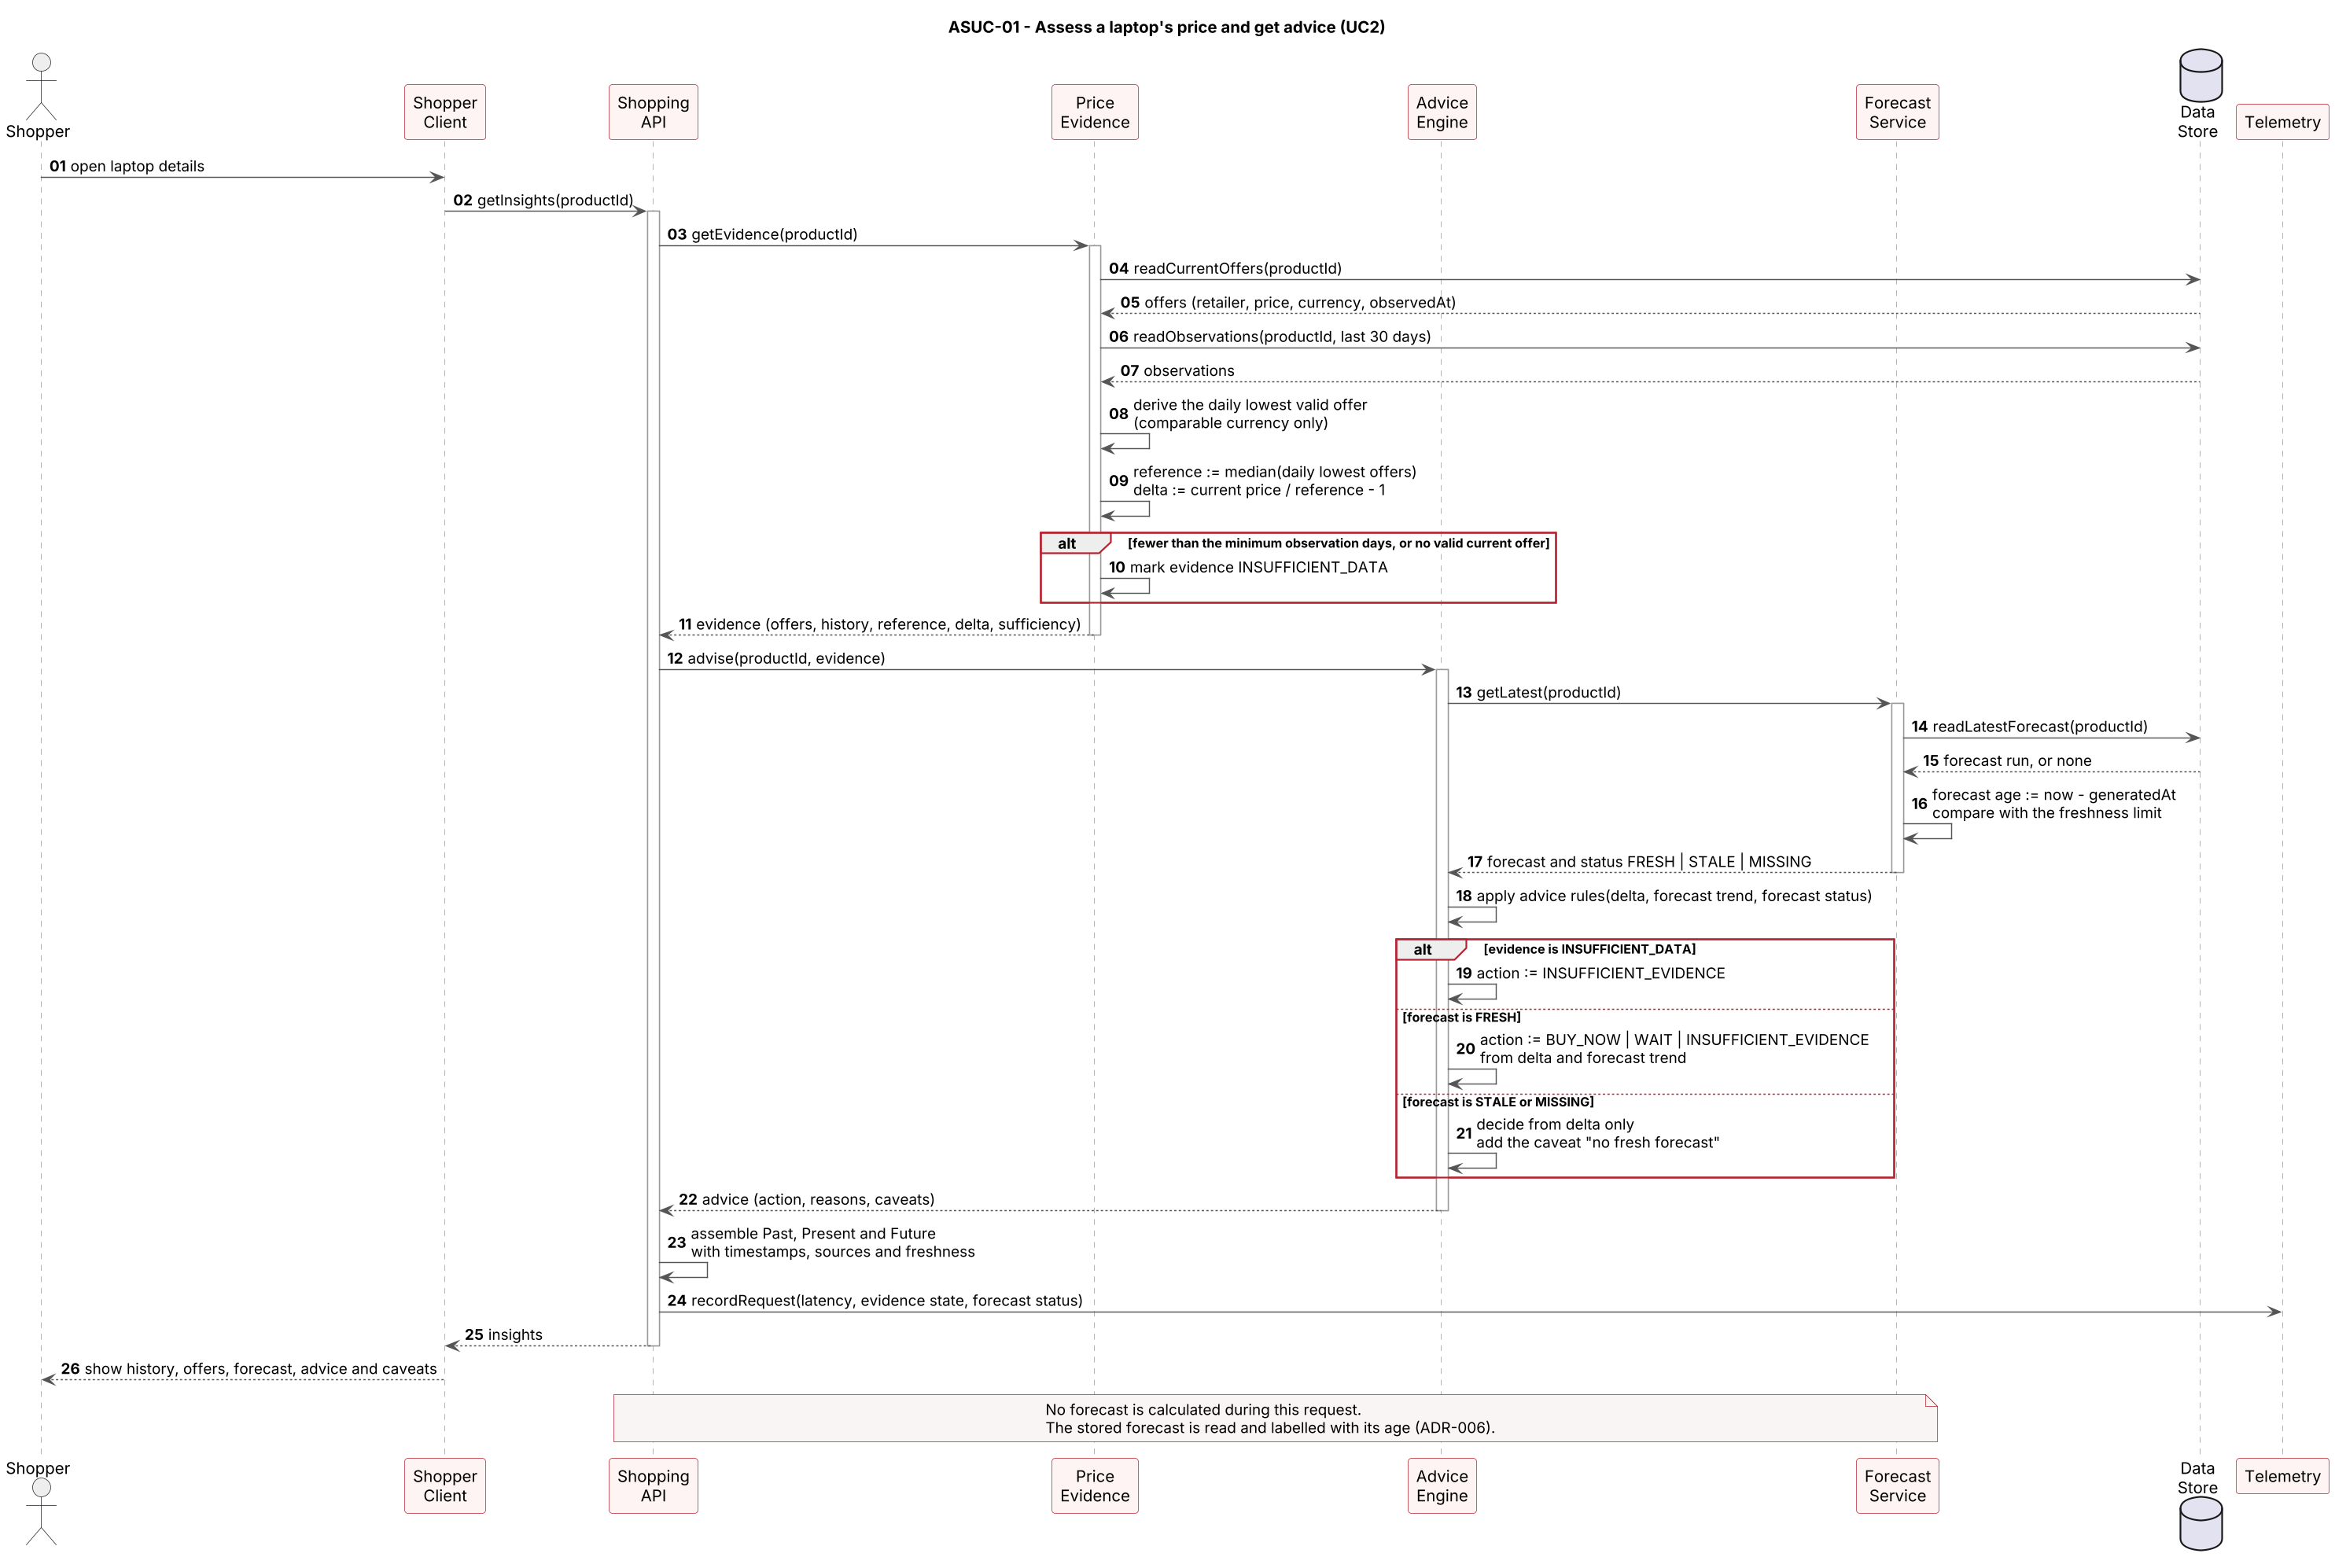 ASUC-01 - Assess a laptop's price and get advice (UC2)
Shopper
Shopper
Client
Shopping
API
Price
Evidence
Advice
Engine
Forecast
Service
Data
Store
Telemetry
01 open laptop details
02 getInsights(productId)
03 getEvidence(productId)
04 readCurrentOffers(productId)
05 offers (retailer, price, currency, observedAt)
06 readObservations(productId, last 30 days)
07 observations
08 derive the daily lowest valid offer
(comparable currency only)
09 reference := median(daily lowest offers)
delta := current price / reference - 1
alt [fewer than the minimum observation days, or no valid current offer]
10 mark evidence INSUFFICIENT_DATA
11 evidence (offers, history, reference, delta, sufficiency)
12 advise(productId, evidence)
13 getLatest(productId)
14 readLatestForecast(productId)
15 forecast run, or none
16 forecast age := now - generatedAt
compare with the freshness limit
17 forecast and status FRESH | STALE | MISSING
18 apply advice rules(delta, forecast trend, forecast status)
alt [evidence is INSUFFICIENT_DATA]
19 action := INSUFFICIENT_EVIDENCE
[forecast is FRESH]
20 action := BUY_NOW | WAIT | INSUFFICIENT_EVIDENCE
from delta and forecast trend
[forecast is STALE or MISSING]
21 decide from delta only
add the caveat "no fresh forecast"
22 advice (action, reasons, caveats)
23 assemble Past, Present and Future
with timestamps, sources and freshness
24 recordRequest(latency, evidence state, forecast status)
25 insights
26 show history, offers, forecast, advice and caveats
No forecast is calculated during this request.
The stored forecast is read and labelled with its age (ADR-006).
Shopper
Shopper
Client
Shopping
API
Price
Evidence
Advice
Engine
Forecast
Service
Data
Store
Telemetry